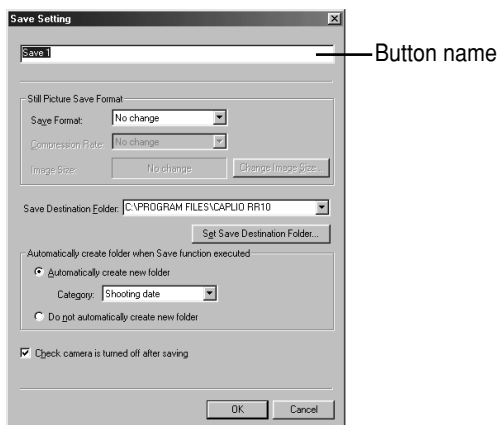 Save Setting
Save 1
Button name
Still Picture Save Format
Save Format: No change
Compression Rate: No change
Image Size: No change Change Image Size...
Save Destination Folder: C:\PROGRAM FILES\CAPLIO RR10
Set Save Destination Folder...
Automatically create folder when Save function executed
Automatically create new folder
Category: Shooting date
Do not automatically create new folder
Check camera is turned off after saving
OK Cancel